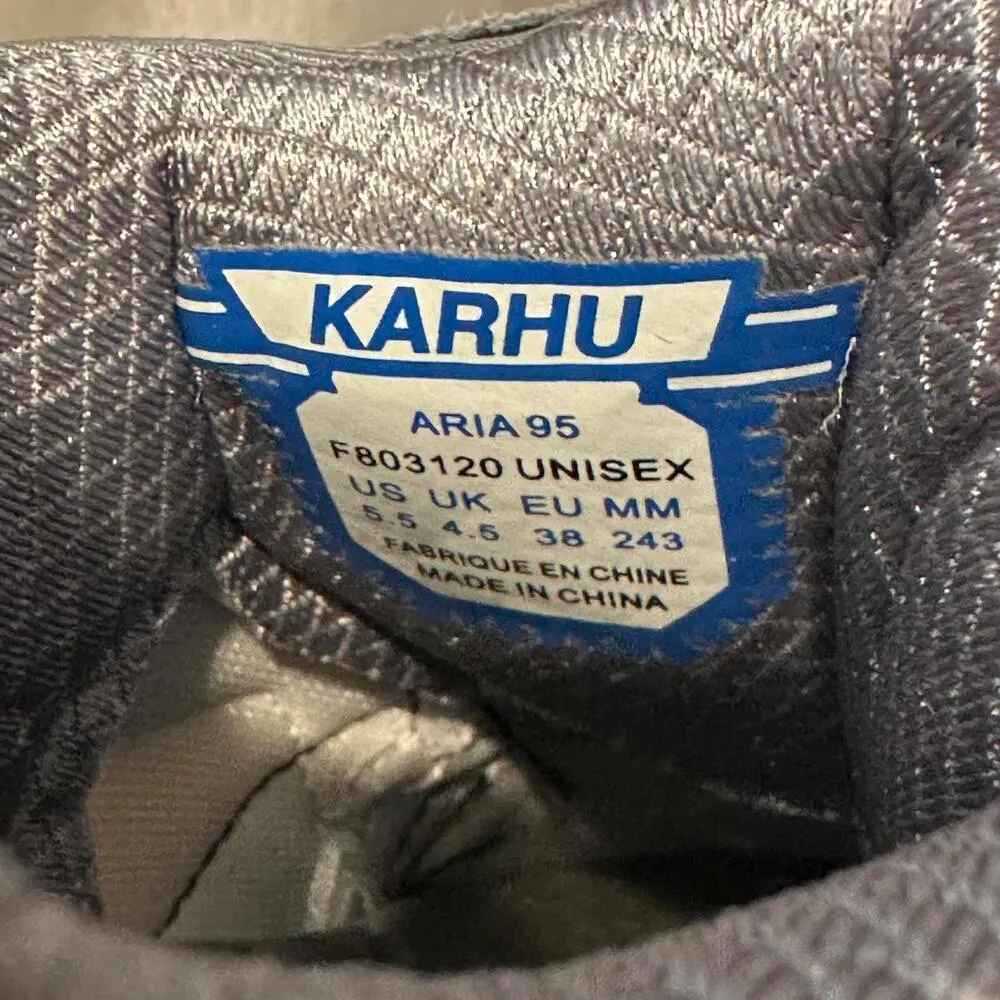 KARHU
ARIA 95
F803120 UNISEX
US UK EU MM
5.5 4.5 38 243
FABRIQUE EN CHINE
MADE IN CHINA